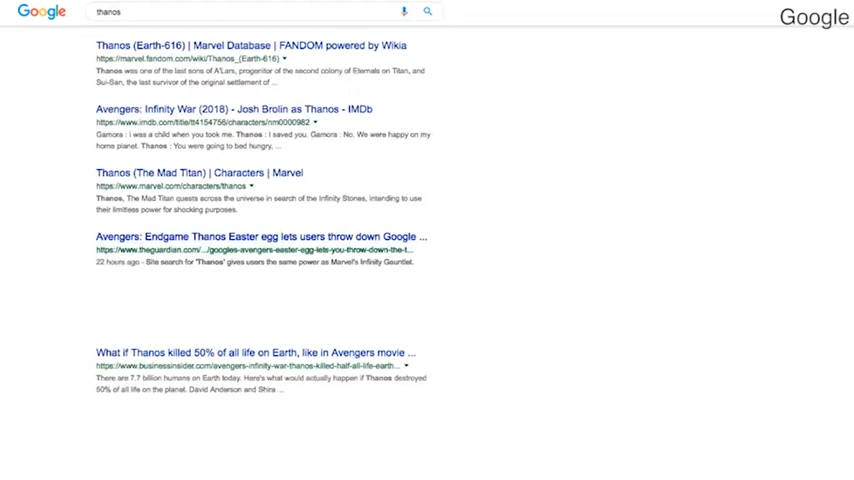 Google thanos Google
Thanos (Earth-616) | Marvel Database | FANDOM powered by Wikia
https://marvel.fandom.com/wiki/Thanos_(Earth-616)
Thanos was one of the last sons of A'Lars, progenitor of the second colony of Eternals on Titan, and
Sui-San, the last survivor of the original settlement of ...
Avengers: Infinity War (2018) - Josh Brolin as Thanos - IMDb
https://www.imdb.com/title/tt4154756/characters/nm0000982
Gamora : i was a child when you took me. Thanos : I saved you. Gamora : No. We were happy on my
home planet. Thanos : You were going to bed hungry, ...
Thanos (The Mad Titan) | Characters | Marvel
https://www.marvel.com/characters/thanos
Thanos, The Mad Titan quests across the universe in search of the Infinity Stones, intending to use
their limitless power for shocking purposes.
Avengers: Endgame Thanos Easter egg lets users throw down Google ...
https://www.theguardian.com/.../googles-avengers-easter-egg-lets-you-throw-down-the-t...
22 hours ago - Site search for 'Thanos' gives users the same power as Marvel's Infinity Gauntlet.
What if Thanos killed 50% of all life on Earth, like in Avengers movie ...
https://www.businessinsider.com/avengers-infinity-war-thanos-killed-half-all-life-earth...
There are 7.7 billion humans on Earth today. Here's what would actually happen if Thanos destroyed
50% of all life on the planet. David Anderson and Shira ...